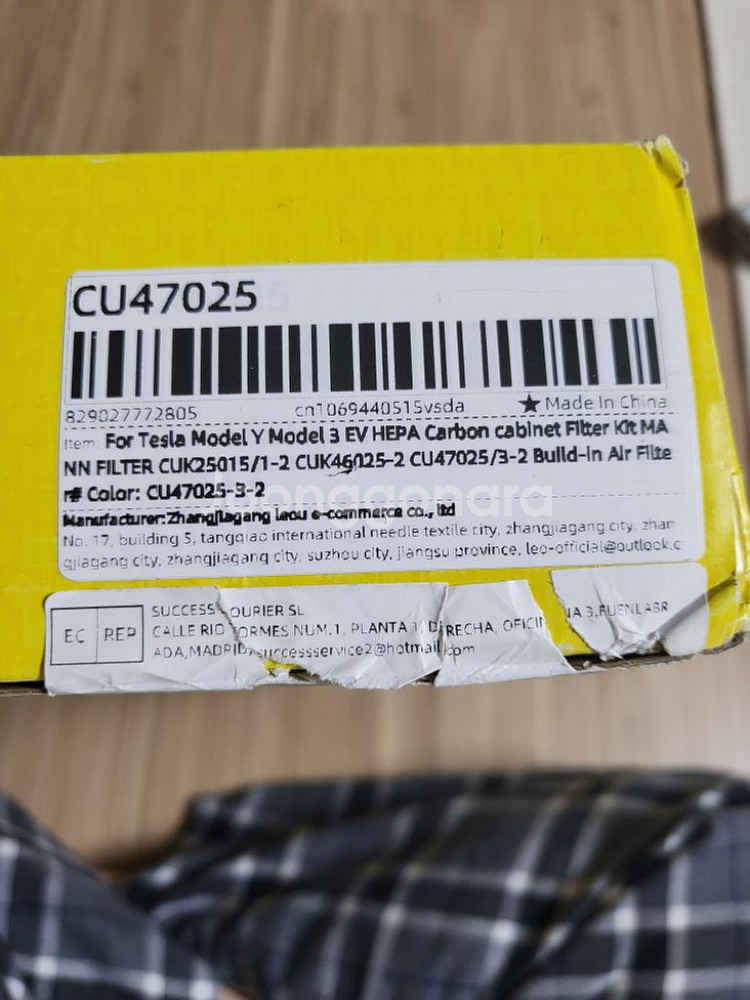 CU47025
829027772805 cn1069440515vsda ★Made In China
Item For Tesla Model Y Model 3 EV HEPA Carbon cabinet Filter Kit MA
NN FILTER CUK25015/1-2 CUK46025-2 CU47025/3-2 Build-in Air Filte
r# Color: CU47025-3-2
Manufacturer:Zhangjiagang Leou e-commerce co., ltd
No. 17, building 5, tangqiao international needle textile city, zhangjiagang city, zhan
gjiagang city, zhangjiagang city, suzhou city, jiangsu province, leo-official@outlook.c
EC REP
SUCCESS COURIER SL
CALLE RIO TORMES NUM.1, PLANTA 1, DERECHA, OFICINA 3,FUENLABR
ADA,MADRID, successservice2@hotmail.com